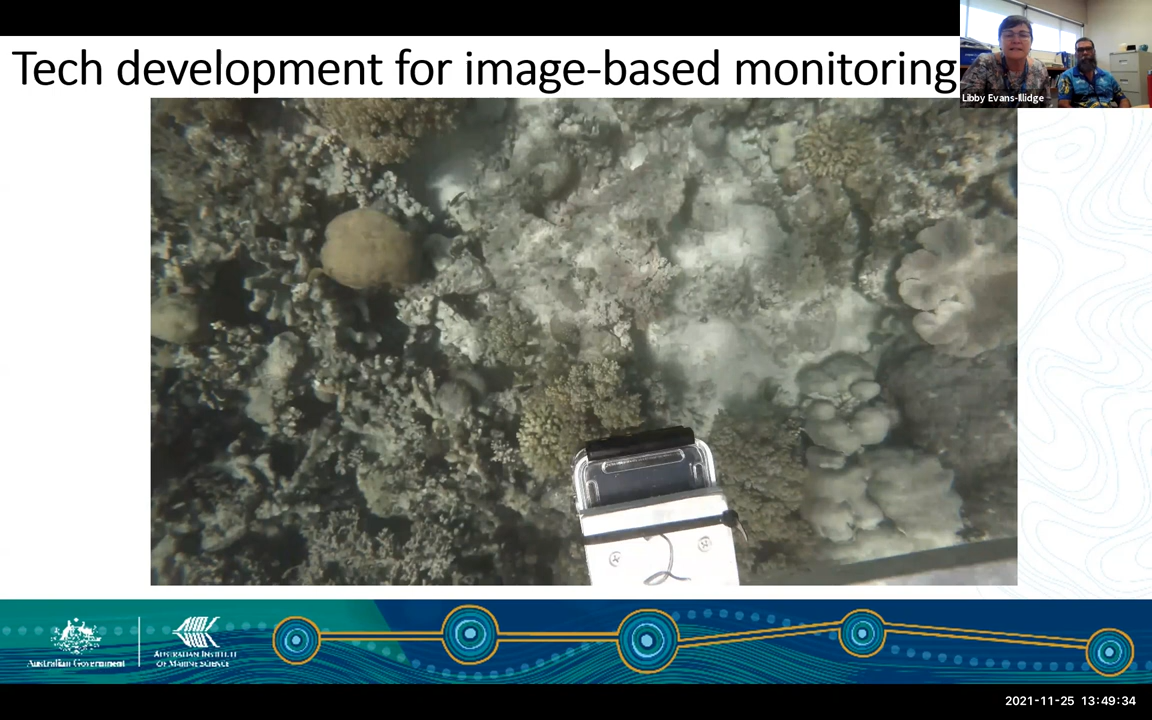 Tech development for image-based monitoring
Libby Evans-Illidge
Australian Government
AUSTRALIAN INSTITUTE
OF MARINE SCIENCE
2021-11-25 13:49:34